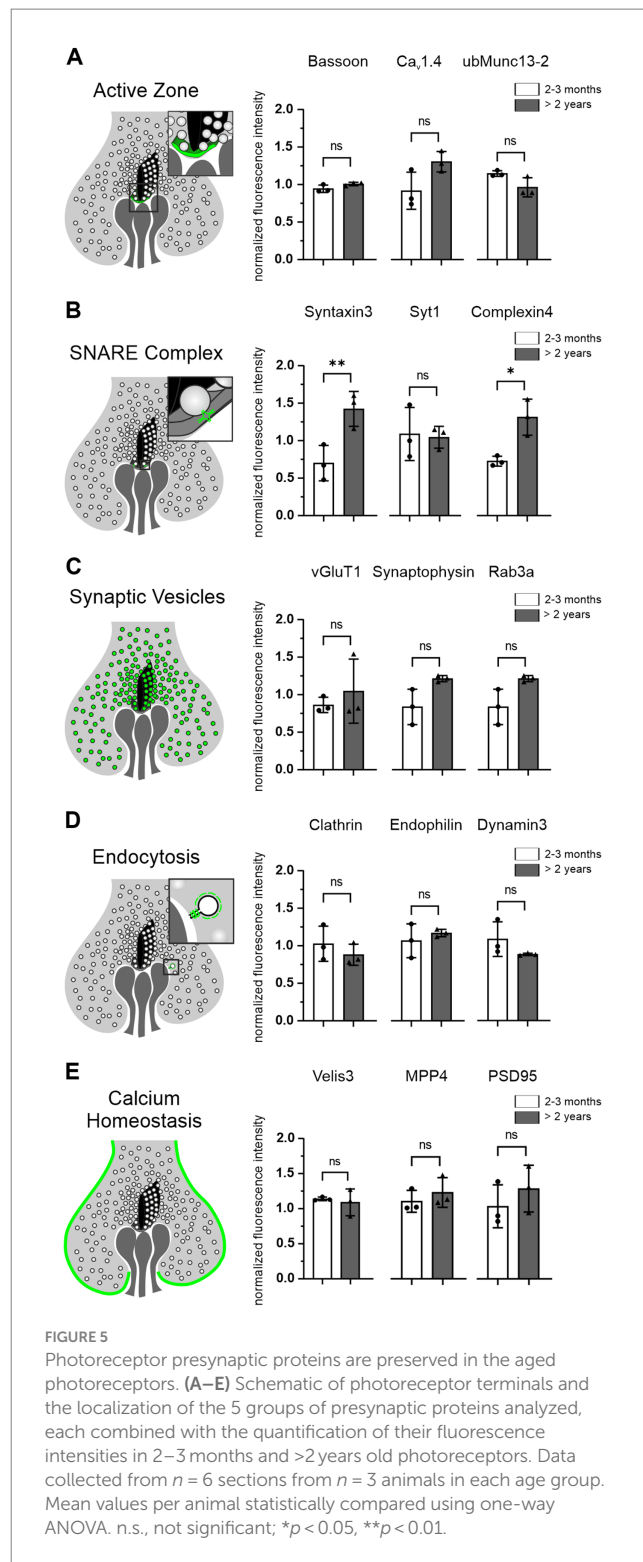 A
Active Zone
Bassoon Cav1.4 ubMunc13-2
2-3 months
> 2 years
normalized fluorescence intensity
2.0
1.5
1.0
0.5
0.0
ns ns ns
B
SNARE Complex
Syntaxin3 Syt1 Complexin4
2-3 months
> 2 years
normalized fluorescence intensity
2.0
1.5
1.0
0.5
0.0
** ns *
C
Synaptic Vesicles
vGluT1 Synaptophysin Rab3a
2-3 months
> 2 years
normalized fluorescence intensity
2.0
1.5
1.0
0.5
0.0
ns ns ns
D
Endocytosis
Clathrin Endophilin Dynamin3
2-3 months
> 2 years
normalized fluorescence intensity
2.0
1.5
1.0
0.5
0.0
ns ns ns
E
Calcium
Homeostasis
Velis3 MPP4 PSD95
2-3 months
> 2 years
normalized fluorescence intensity
2.0
1.5
1.0
0.5
0.0
ns ns ns
FIGURE 5
Photoreceptor presynaptic proteins are preserved in the aged
photoreceptors. (A–E) Schematic of photoreceptor terminals and
the localization of the 5 groups of presynaptic proteins analyzed,
each combined with the quantification of their fluorescence
intensities in 2–3 months and >2 years old photoreceptors. Data
collected from n = 6 sections from n = 3 animals in each age group.
Mean values per animal statistically compared using one-way
ANOVA. n.s., not significant; *p < 0.05, **p < 0.01.